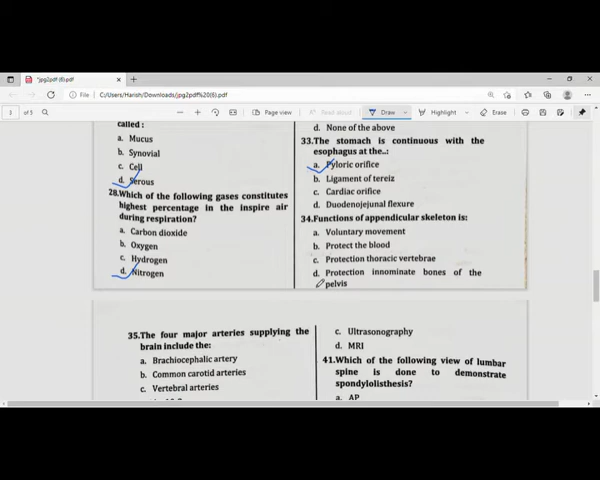 *jpg2pdf (6).pdf
File
C:/Users/Harish/Downloads/jpg2pdf%20(6).pdf
1
of 5
Page view
Read aloud
Draw
Highlight
Erase
called :
a. Mucus
b. Synovial
c. Cell
d. Serous
28.Which of the following gases constitutes
highest percentage in the inspire air
during respiration?
a. Carbon dioxide
b. Oxygen
c. Hydrogen
d. Nitrogen
d. None of the above
33.The stomach is continuous with the
esophagus at the..:
a. Pyloric orifice
b. Ligament of tereiz
c. Cardiac orifice
d. Duodenojenual flexure
34.Functions of appendicular skeleton is:
a. Voluntary movement
b. Protect the blood
c. Protection thoracic vertebrae
d. Protection innominate bones of the
pelvis
35.The four major arteries supplying the
brain include the:
a. Brachiocephalic artery
b. Common carotid arteries
c. Vertebral arteries
c. Ultrasonography
d. MRI
41.Which of the following view of lumbar
spine is done to demonstrate
spondylolisthesis?
a. AP